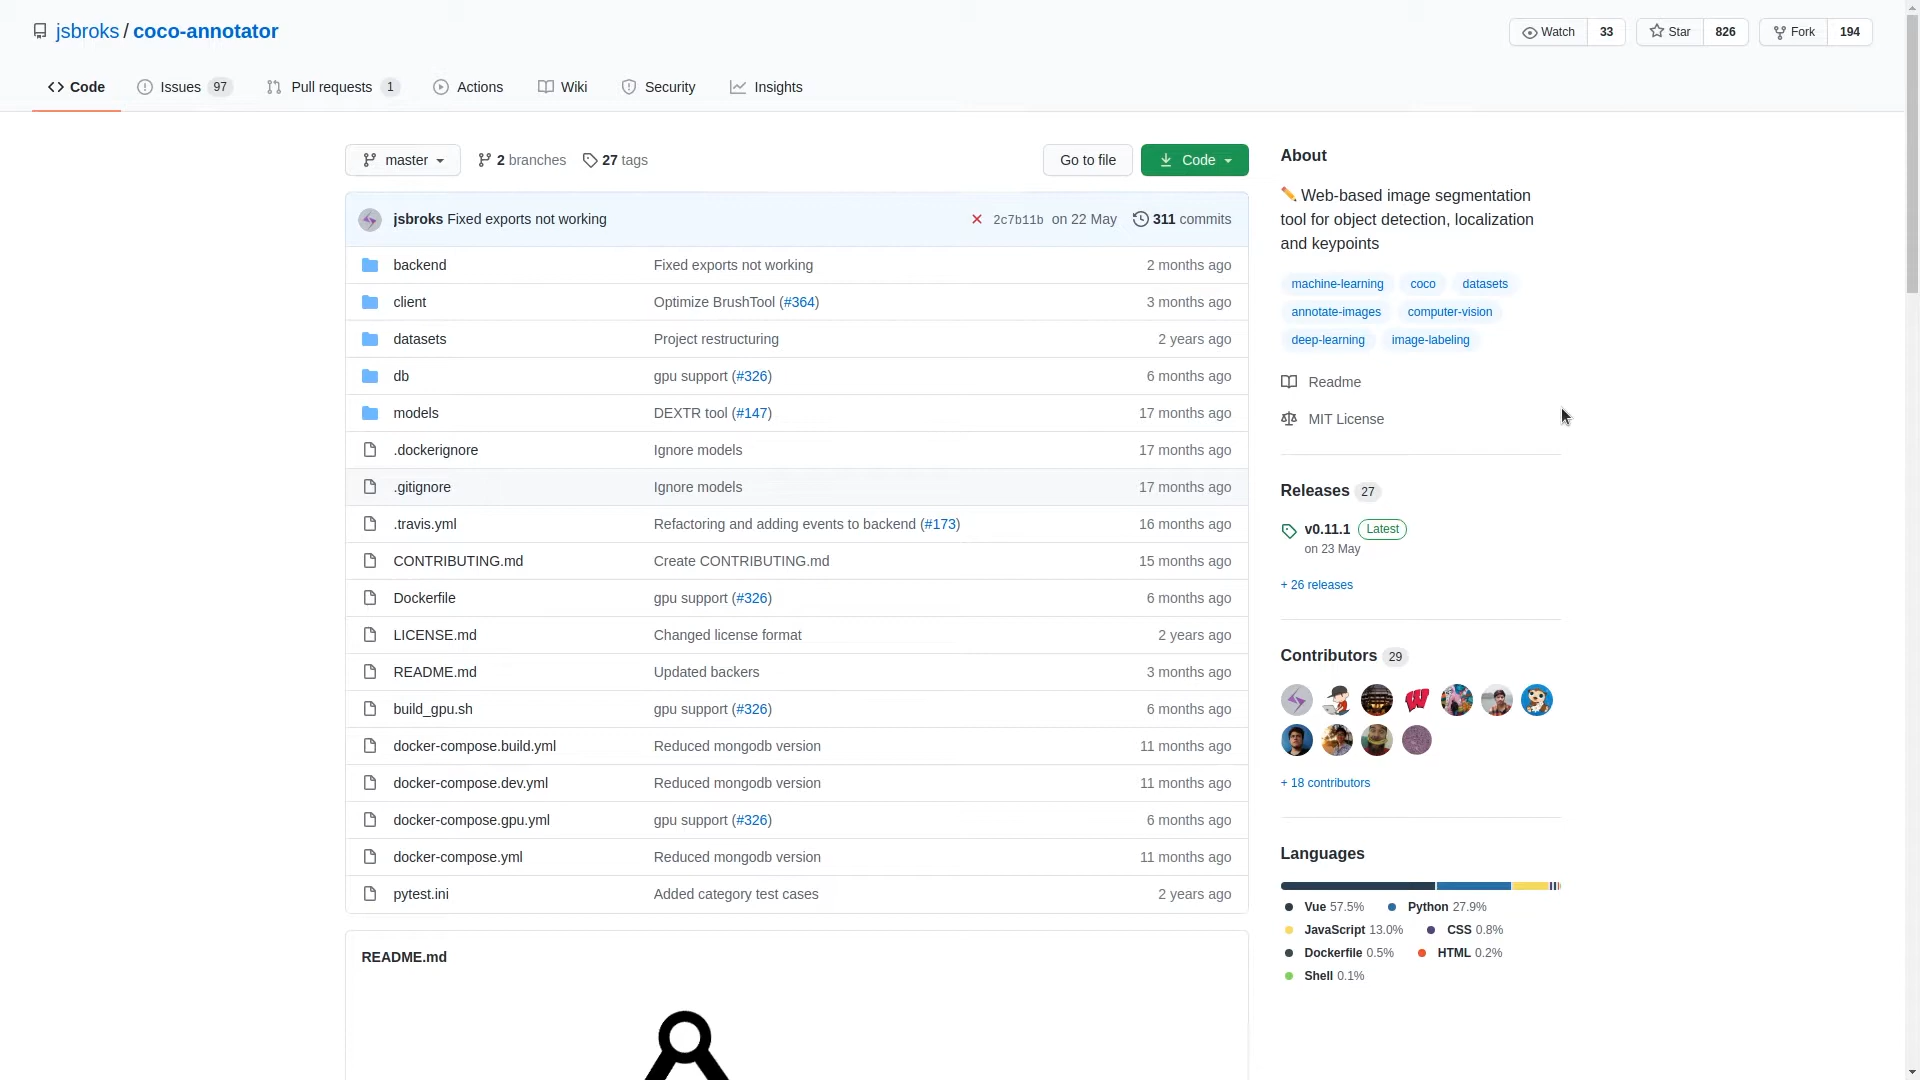 jsbroks / coco-annotator
Watch 33 Star 826 Fork 194
Code Issues 97 Pull requests 1 Actions Wiki Security Insights
master 2 branches 27 tags Go to file Code
jsbroks Fixed exports not working 2c7b11b on 22 May 311 commits
backend Fixed exports not working 2 months ago
client Optimize BrushTool (#364) 3 months ago
datasets Project restructuring 2 years ago
db gpu support (#326) 6 months ago
models DEXTR tool (#147) 17 months ago
.dockerignore Ignore models 17 months ago
.gitignore Ignore models 17 months ago
.travis.yml Refactoring and adding events to backend (#173) 16 months ago
CONTRIBUTING.md Create CONTRIBUTING.md 15 months ago
Dockerfile gpu support (#326) 6 months ago
LICENSE.md Changed license format 2 years ago
README.md Updated backers 3 months ago
build_gpu.sh gpu support (#326) 6 months ago
docker-compose.build.yml Reduced mongodb version 11 months ago
docker-compose.dev.yml Reduced mongodb version 11 months ago
docker-compose.gpu.yml gpu support (#326) 6 months ago
docker-compose.yml Reduced mongodb version 11 months ago
pytest.ini Added category test cases 2 years ago
README.md
About
Web-based image segmentation
tool for object detection, localization
and keypoints
machine-learning coco datasets
annotate-images computer-vision
deep-learning image-labeling
Readme
MIT License
Releases 27
v0.11.1 Latest
on 23 May
+ 26 releases
Contributors 29
W
+ 18 contributors
Languages
Vue 57.5% Python 27.9%
JavaScript 13.0% CSS 0.8%
Dockerfile 0.5% HTML 0.2%
Shell 0.1%